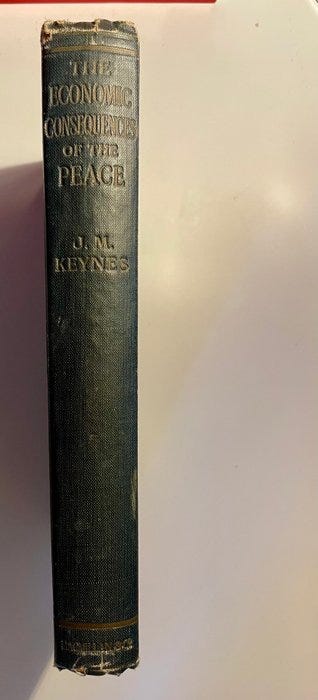 THE
ECONOMIC
CONSEQUENCES
OF THE
PEACE
J. M.
KEYNES